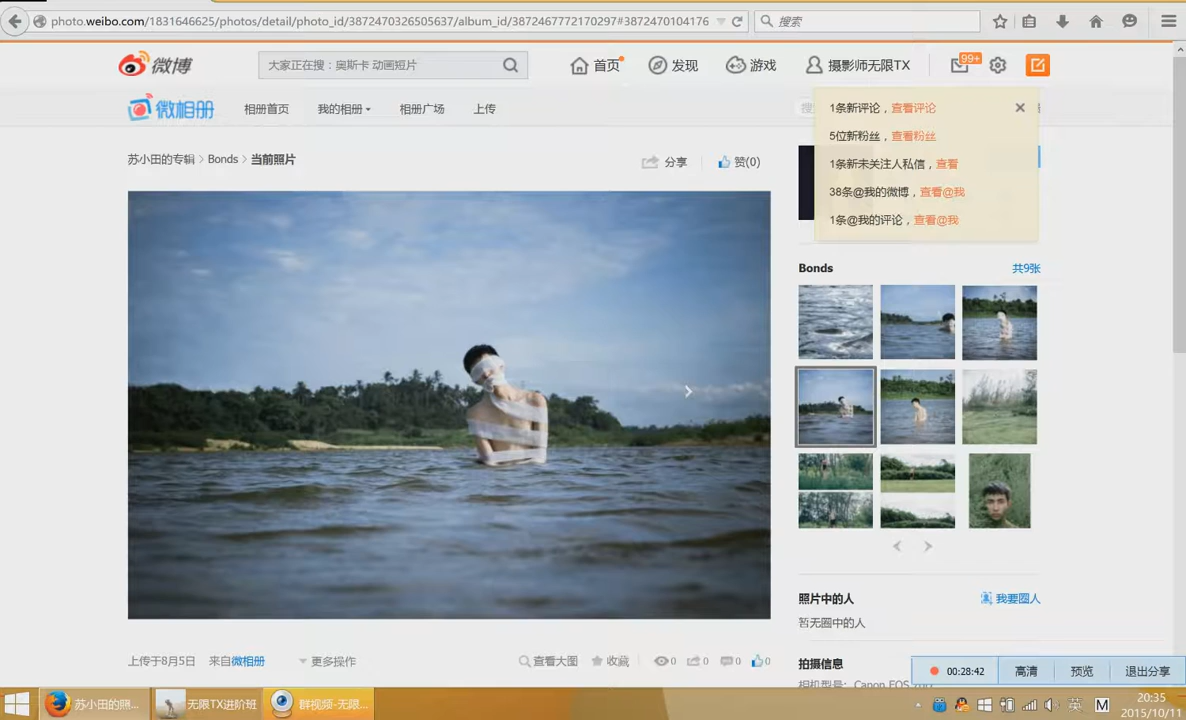 photo.weibo.com/1831646625/photos/detail/photo_id/3872470326505637/album_id/3872467772170297#3872470104176
搜索
微博
大家正在搜：奥斯卡 动画短片
首页
发现
游戏
摄影师无限TX
99+
微相册
相册首页
我的相册
相册广场
上传
1条新评论，查看评论
5位新粉丝，查看粉丝
1条新未关注人私信，查看
38条@我的微博，查看@我
1条@我的评论，查看@我
苏小田的专辑 > Bonds > 当前照片
分享
赞(0)
Bonds
共9张
照片中的人
我要圈人
暂无圈中的人
上传于8月5日 来自微相册
更多操作
查看大图
收藏
0
0
0
0
拍摄信息
00:28:42
高清
预览
退出分享
苏小田的照...
无限TX进阶班
群视频-无限...
英
M
20:35
2015/10/11